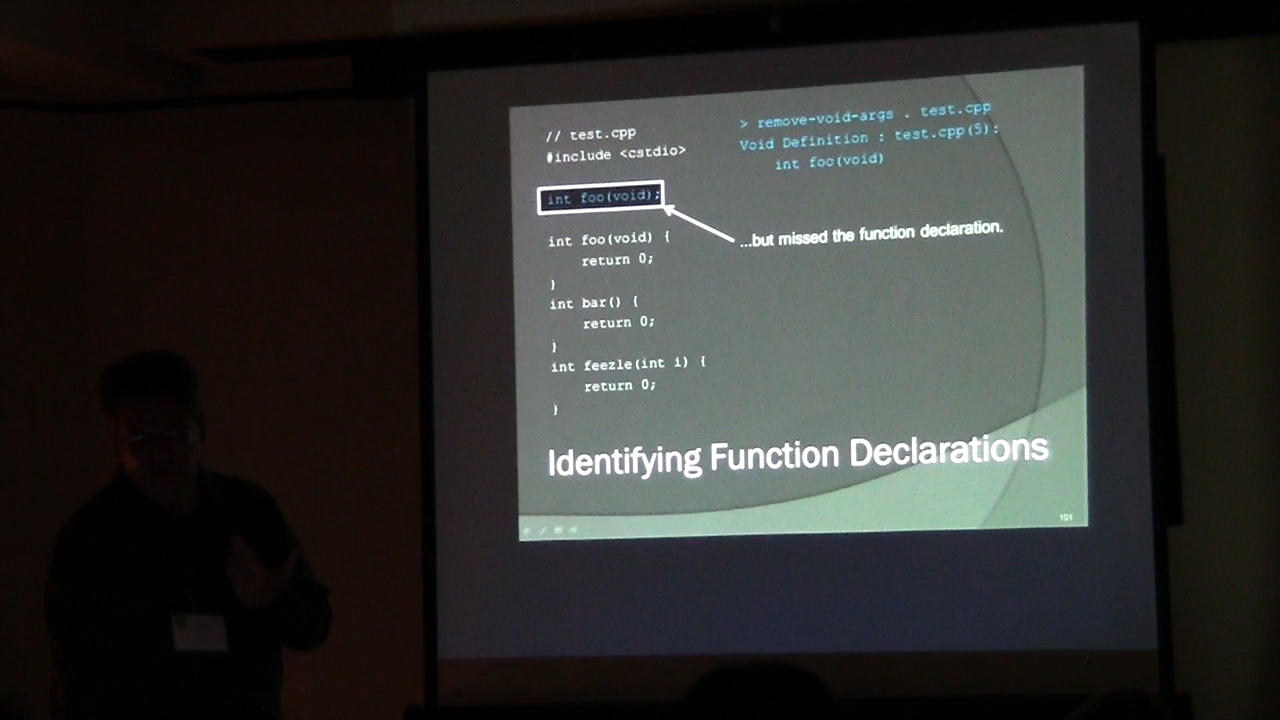 // test.cpp
#include <cstdio>
int foo(void);
int foo(void) {
return 0;
}
int bar() {
return 0;
}
int feezle(int i) {
return 0;
}
> remove-void-args . test.cpp
Void Definition : test.cpp(5):
int foo(void)
...but missed the function declaration.
Identifying Function Declarations
101